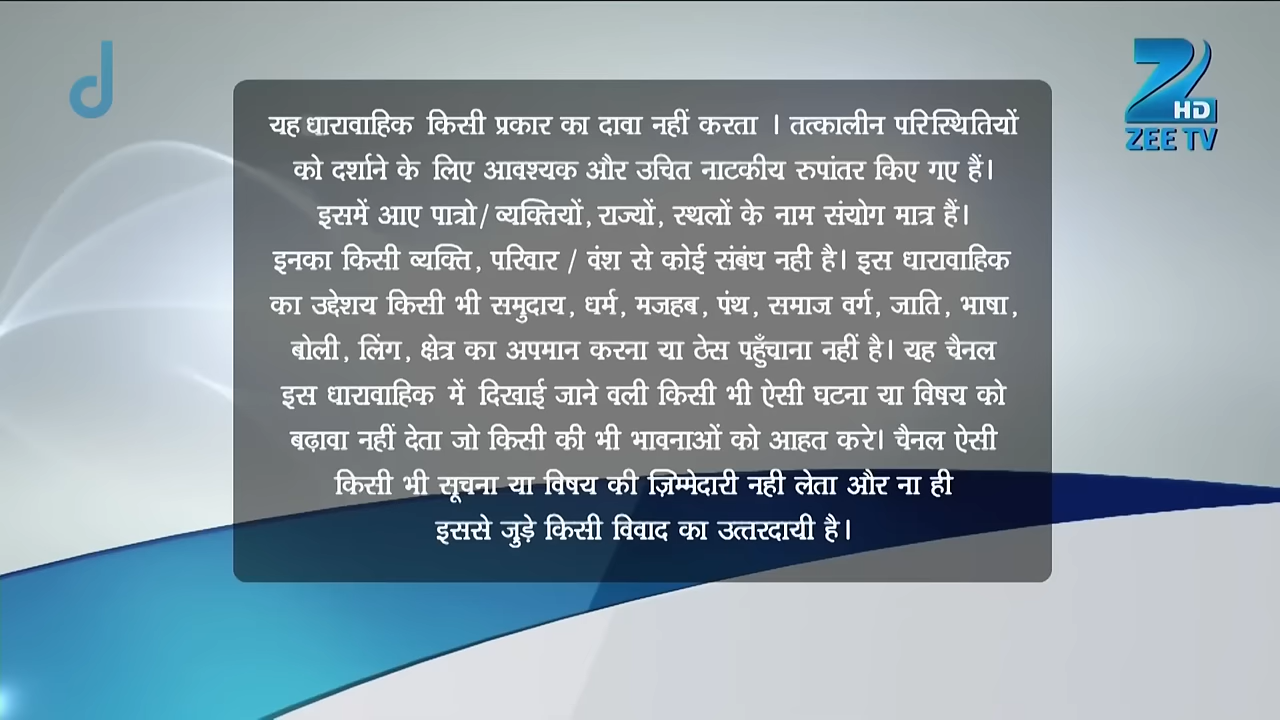 यह धारावाहिक किसी प्रकार का दावा नहीं करता । तत्कालीन परिस्थितियों
को दर्शाने के लिए आवश्यक और उचित नाटकीय रुपांतर किए गए हैं।
इसमें आए पात्रो/व्यक्तियों, राज्यों, स्थलों के नाम संयोग मात्र हैं।
इनका किसी व्यक्ति, परिवार / वंश से कोई संबंध नही है। इस धारावाहिक
का उद्देशय किसी भी समुदाय, धर्म, मजहब, पंथ, समाज वर्ग, जाति, भाषा,
बोली, लिंग, क्षेत्र का अपमान करना या ठेस पहुँचाना नहीं है। यह चैनल
इस धारावाहिक में दिखाई जाने वली किसी भी ऐसी घटना या विषय को
बढ़ावा नहीं देता जो किसी की भी भावनाओं को आहत करे। चैनल ऐसी
किसी भी सूचना या विषय की ज़िम्मेदारी नही लेता और ना ही
इससे जुड़े किसी विवाद का उत्तरदायी है।
d
Z HD
ZEE TV